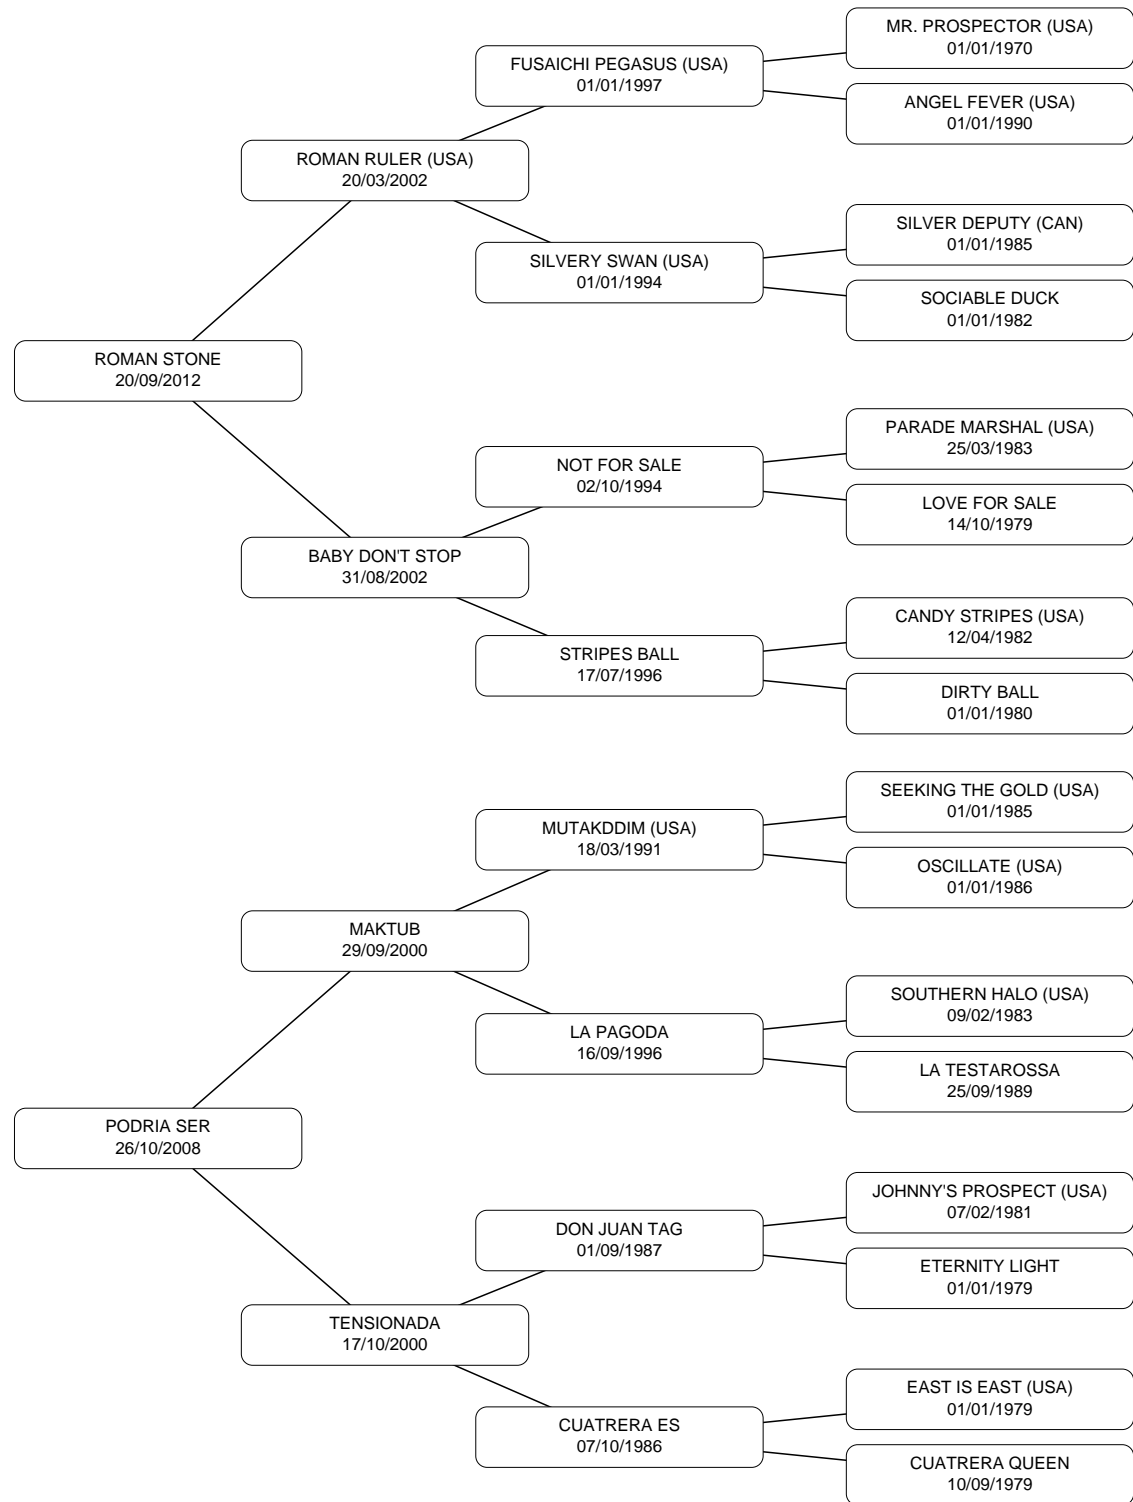 MR. PROSPECTOR (USA)
01/01/1970
FUSAICHI PEGASUS (USA)
01/01/1997
ANGEL FEVER (USA)
01/01/1990
ROMAN RULER (USA)
20/03/2002
SILVER DEPUTY (CAN)
01/01/1985
SILVERY SWAN (USA)
01/01/1994
SOCIABLE DUCK
01/01/1982
ROMAN STONE
20/09/2012
PARADE MARSHAL (USA)
25/03/1983
NOT FOR SALE
02/10/1994
LOVE FOR SALE
14/10/1979
BABY DON'T STOP
31/08/2002
CANDY STRIPES (USA)
12/04/1982
STRIPES BALL
17/07/1996
DIRTY BALL
01/01/1980
SEEKING THE GOLD (USA)
01/01/1985
MUTAKDDIM (USA)
18/03/1991
OSCILLATE (USA)
01/01/1986
MAKTUB
29/09/2000
SOUTHERN HALO (USA)
09/02/1983
LA PAGODA
16/09/1996
LA TESTAROSSA
25/09/1989
PODRIA SER
26/10/2008
JOHNNY'S PROSPECT (USA)
07/02/1981
DON JUAN TAG
01/09/1987
ETERNITY LIGHT
01/01/1979
TENSIONADA
17/10/2000
EAST IS EAST (USA)
01/01/1979
CUATRERA ES
07/10/1986
CUATRERA QUEEN
10/09/1979